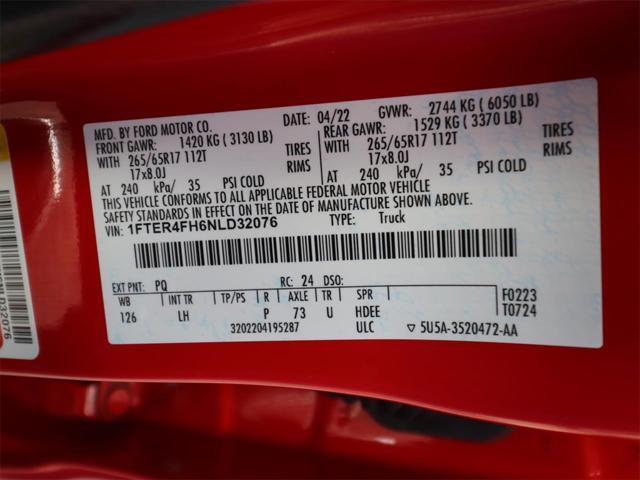 MFD. BY FORD MOTOR CO. DATE: 04/22 GVWR: 2744 KG ( 6050 LB)
FRONT GAWR: 1420 KG ( 3130 LB) REAR GAWR: 1529 KG ( 3370 LB)
WITH 265/65R17 112T TIRES WITH 265/65R17 112T TIRES
17x8.0J RIMS 17x8.0J RIMS
AT 240 kPa/ 35 PSI COLD AT 240 kPa/ 35 PSI COLD
THIS VEHICLE CONFORMS TO ALL APPLICABLE FEDERAL MOTOR VEHICLE
SAFETY STANDARDS IN EFFECT ON THE DATE OF MANUFACTURE SHOWN ABOVE.
VIN: 1FTER4FH6NLD32076 TYPE: Truck
EXT PNT: PQ RC: 24 DSO:
WB INT TR TP/PS R AXLE TR SPR F0223
126 LH P 73 U HDEE T0724
3202204195287 ULC 5U5A-3520472-AA
NLD32076